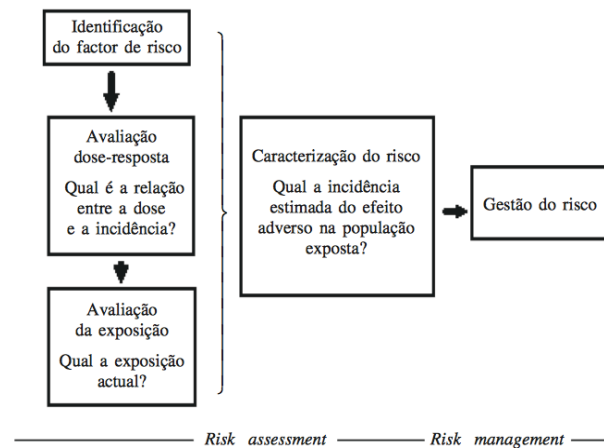 Identificação
do factor de risco
Avaliação
dose-resposta
Qual é a relação
entre a dose
e a incidência?
Avaliação
da exposição
Qual a exposição
actual?
Caracterização do risco
Qual a incidência
estimada do efeito
adverso na população
exposta?
Gestão do risco
Risk assessment
Risk management